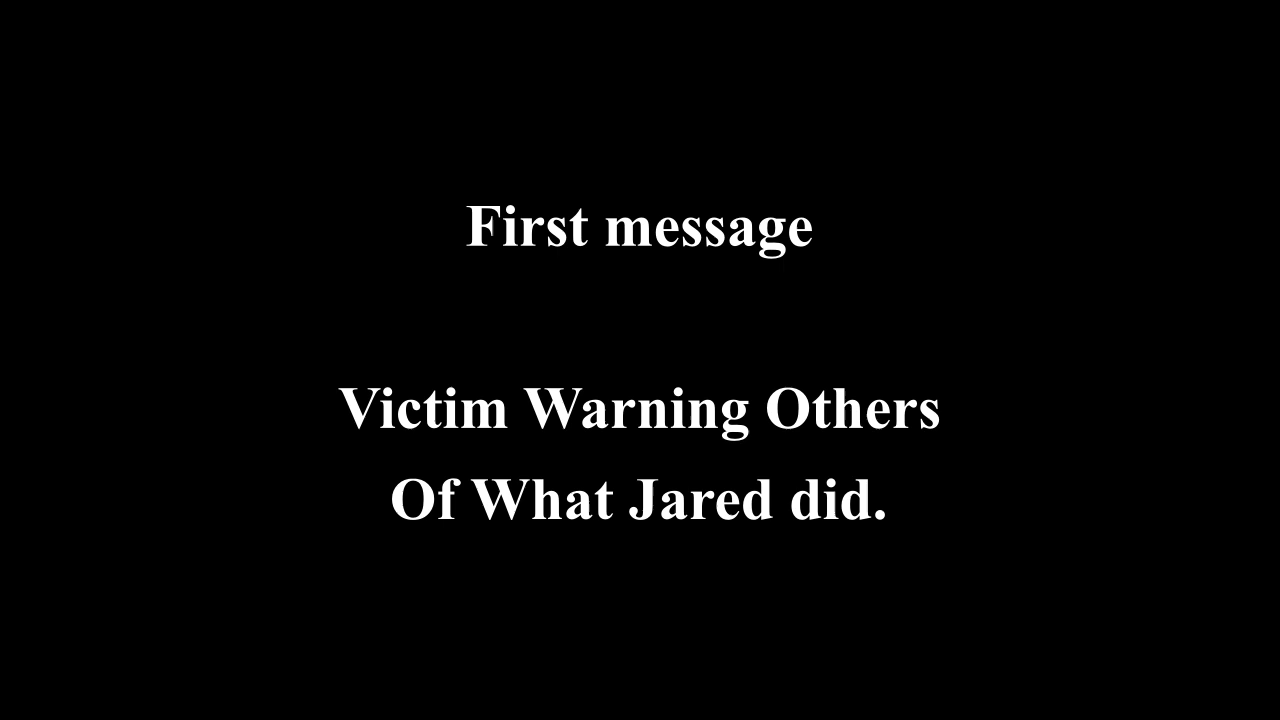 First message
Victim Warning Others
Of What Jared did.